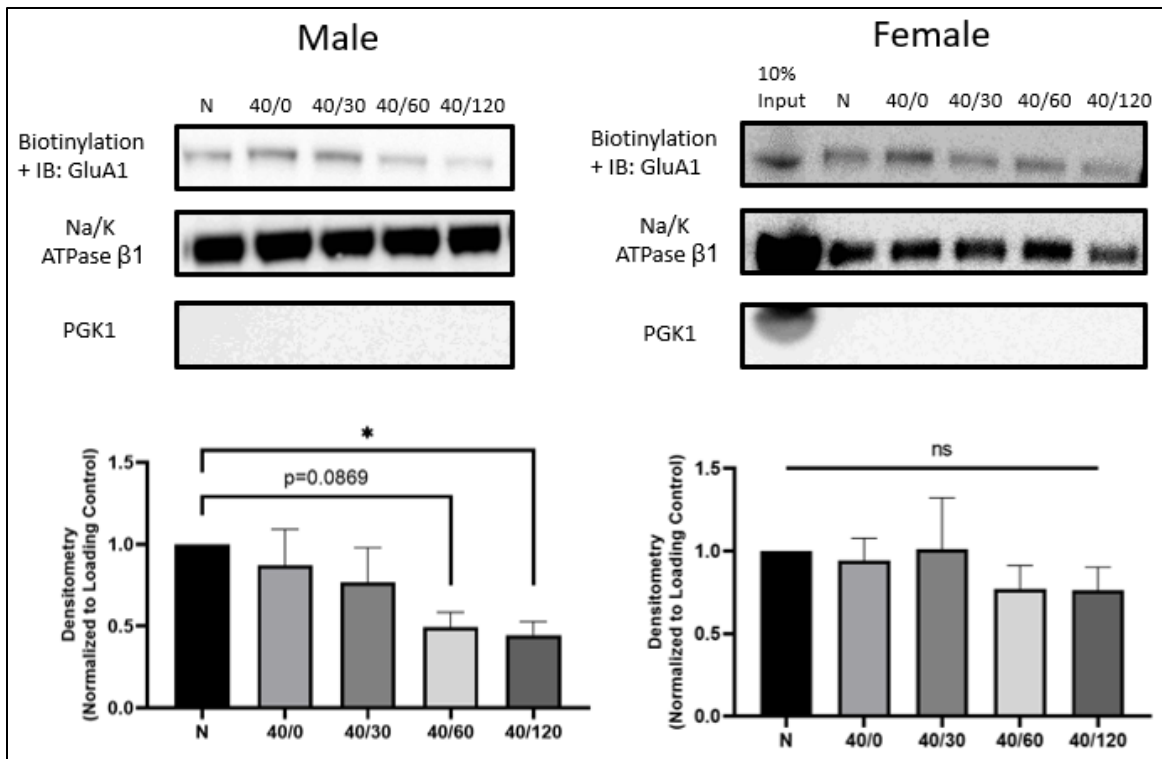 Male
N 40/0 40/30 40/60 40/120
Biotinylation
+ IB: GluA1
Na/K
ATPase β1
PGK1
*
p=0.0869
Densitometry
(Normalized to Loading Control)
1.5
1.0
0.5
0.0
N 40/0 40/30 40/60 40/120
Female
10%
Input N 40/0 40/30 40/60 40/120
Biotinylation
+ IB: GluA1
Na/K
ATPase β1
PGK1
ns
Densitometry
(Normalized to Loading Control)
1.5
1.0
0.5
0.0
N 40/0 40/30 40/60 40/120